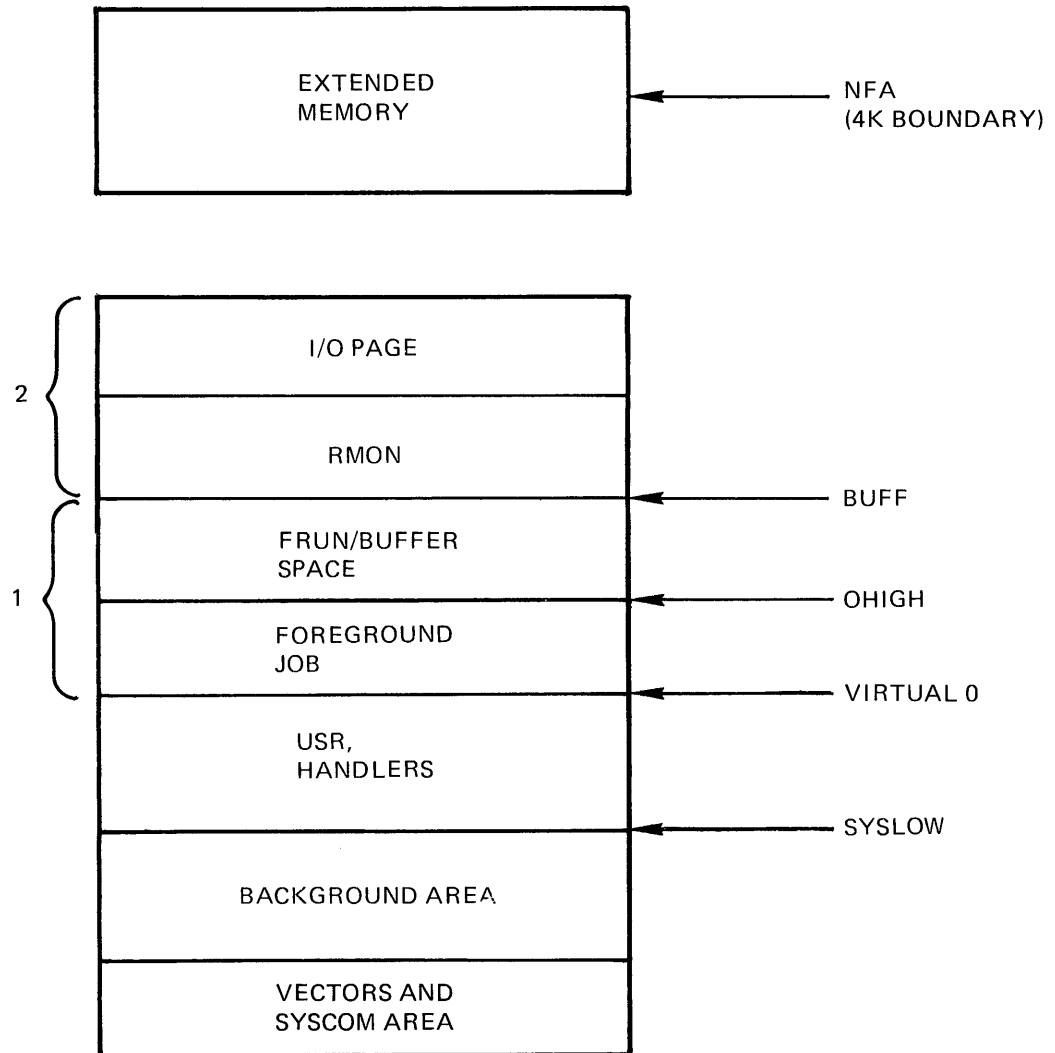 EXTENDED
MEMORY
NFA
(4K BOUNDARY)
I/O PAGE
2
RMON
BUFF
FRUN/BUFFER
SPACE
1
OHIGH
FOREGROUND
JOB
VIRTUAL 0
USR,
HANDLERS
SYSLOW
BACKGROUND AREA
VECTORS AND
SYSCOM AREA